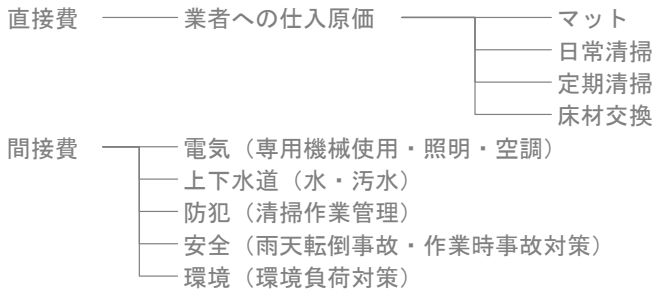 直接費 業者への仕入原価 マット
日常清掃
定期清掃
床材交換
間接費 電気（専用機械使用・照明・空調）
上下水道（水・汚水）
防犯（清掃作業管理）
安全（雨天転倒事故・作業時事故対策）
環境（環境負荷対策）